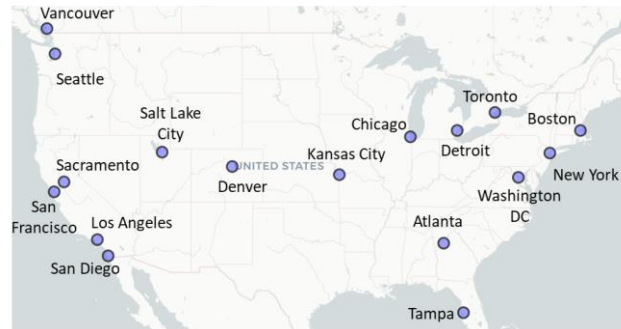 Vancouver
Seattle
Salt Lake
City
Toronto
Chicago
Boston
Sacramento
Kansas City
UNITED STATES
Detroit
Denver
New York
San
Francisco
Washington
DC
Los Angeles
Atlanta
San Diego
Tampa